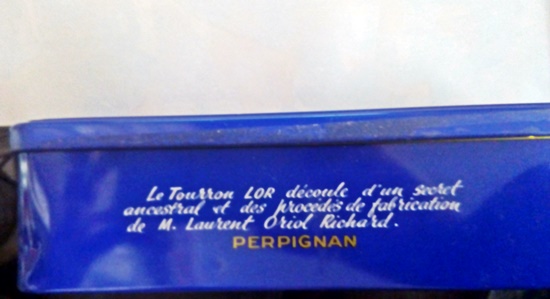 Le Tourron LOR découle d'un secret
ancestral et des procédés de fabrication
de M. Laurent Oriol Richard.
PERPIGNAN